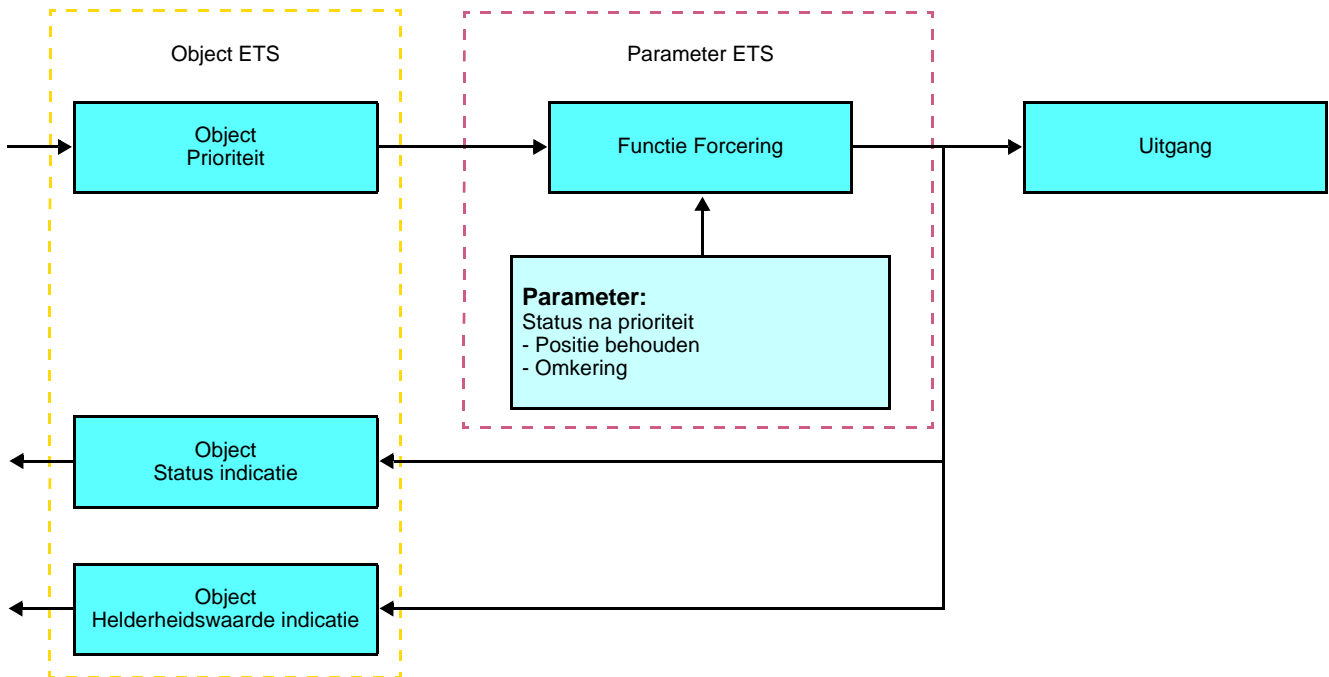 Object ETS
Parameter ETS
Object
Prioriteit
Functie Forcering
Uitgang
Parameter:
Status na prioriteit
- Positie behouden
- Omkering
Object
Status indicatie
Object
Helderheidswaarde indicatie